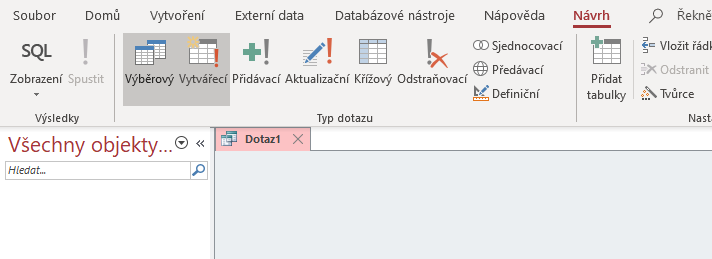 Soubor Domů Vytvoření Externí data Databázové nástroje Nápověda Návrh Řekně
SQL
Zobrazení Spustit
Výběrový Vytvářecí Přidávací Aktualizační Křížový Odstraňovací
Sjednocovací
Předávací
Definiční
Přidat
tabulky
Vložit řádk
Odstranit
Tvůrce
Výsledky Typ dotazu Nasta
Všechny objekty...
Hledat...
Dotaz1